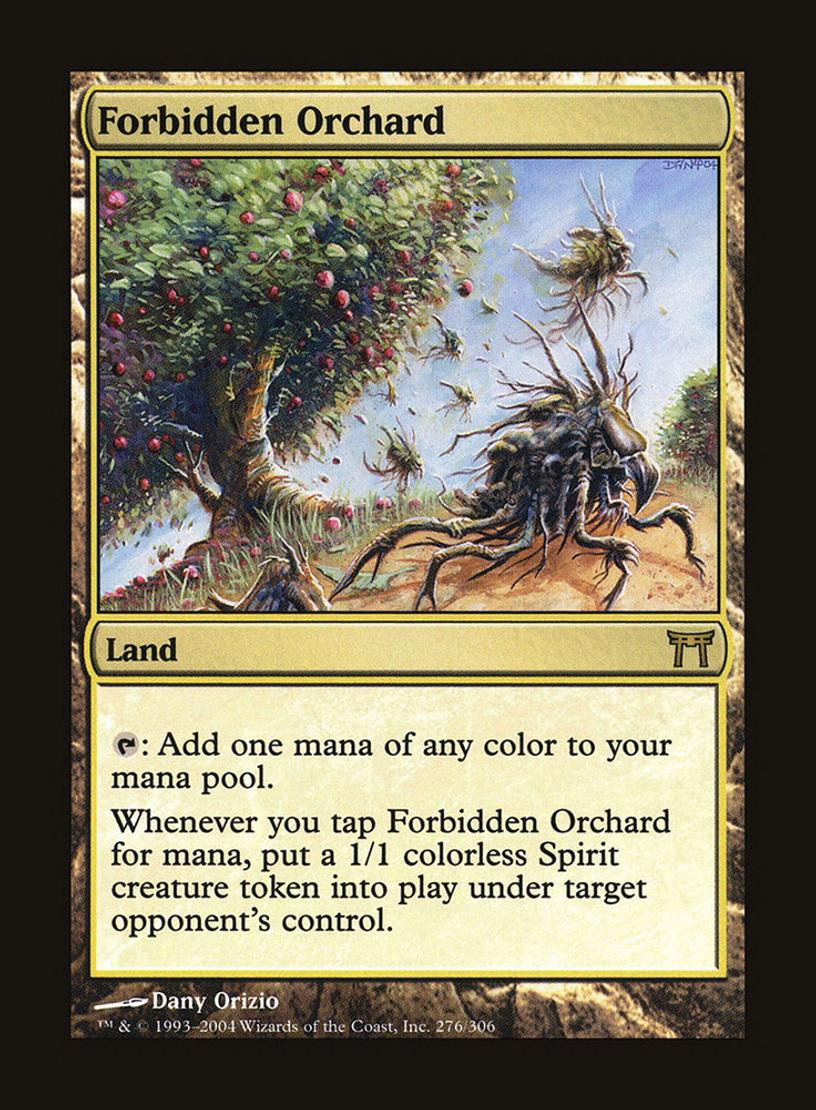 Forbidden Orchard
Land
: Add one mana of any color to your
mana pool.
Whenever you tap Forbidden Orchard
for mana, put a 1/1 colorless Spirit
creature token into play under target
opponent's control.
Dany Orizio
™ & © 1993–2004 Wizards of the Coast, Inc. 276/306